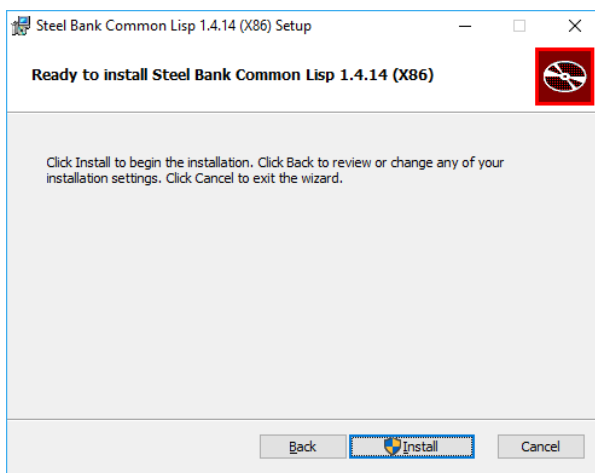 Steel Bank Common Lisp 1.4.14 (X86) Setup
Ready to install Steel Bank Common Lisp 1.4.14 (X86)
Click Install to begin the installation. Click Back to review or change any of your
installation settings. Click Cancel to exit the wizard.
Back Install Cancel